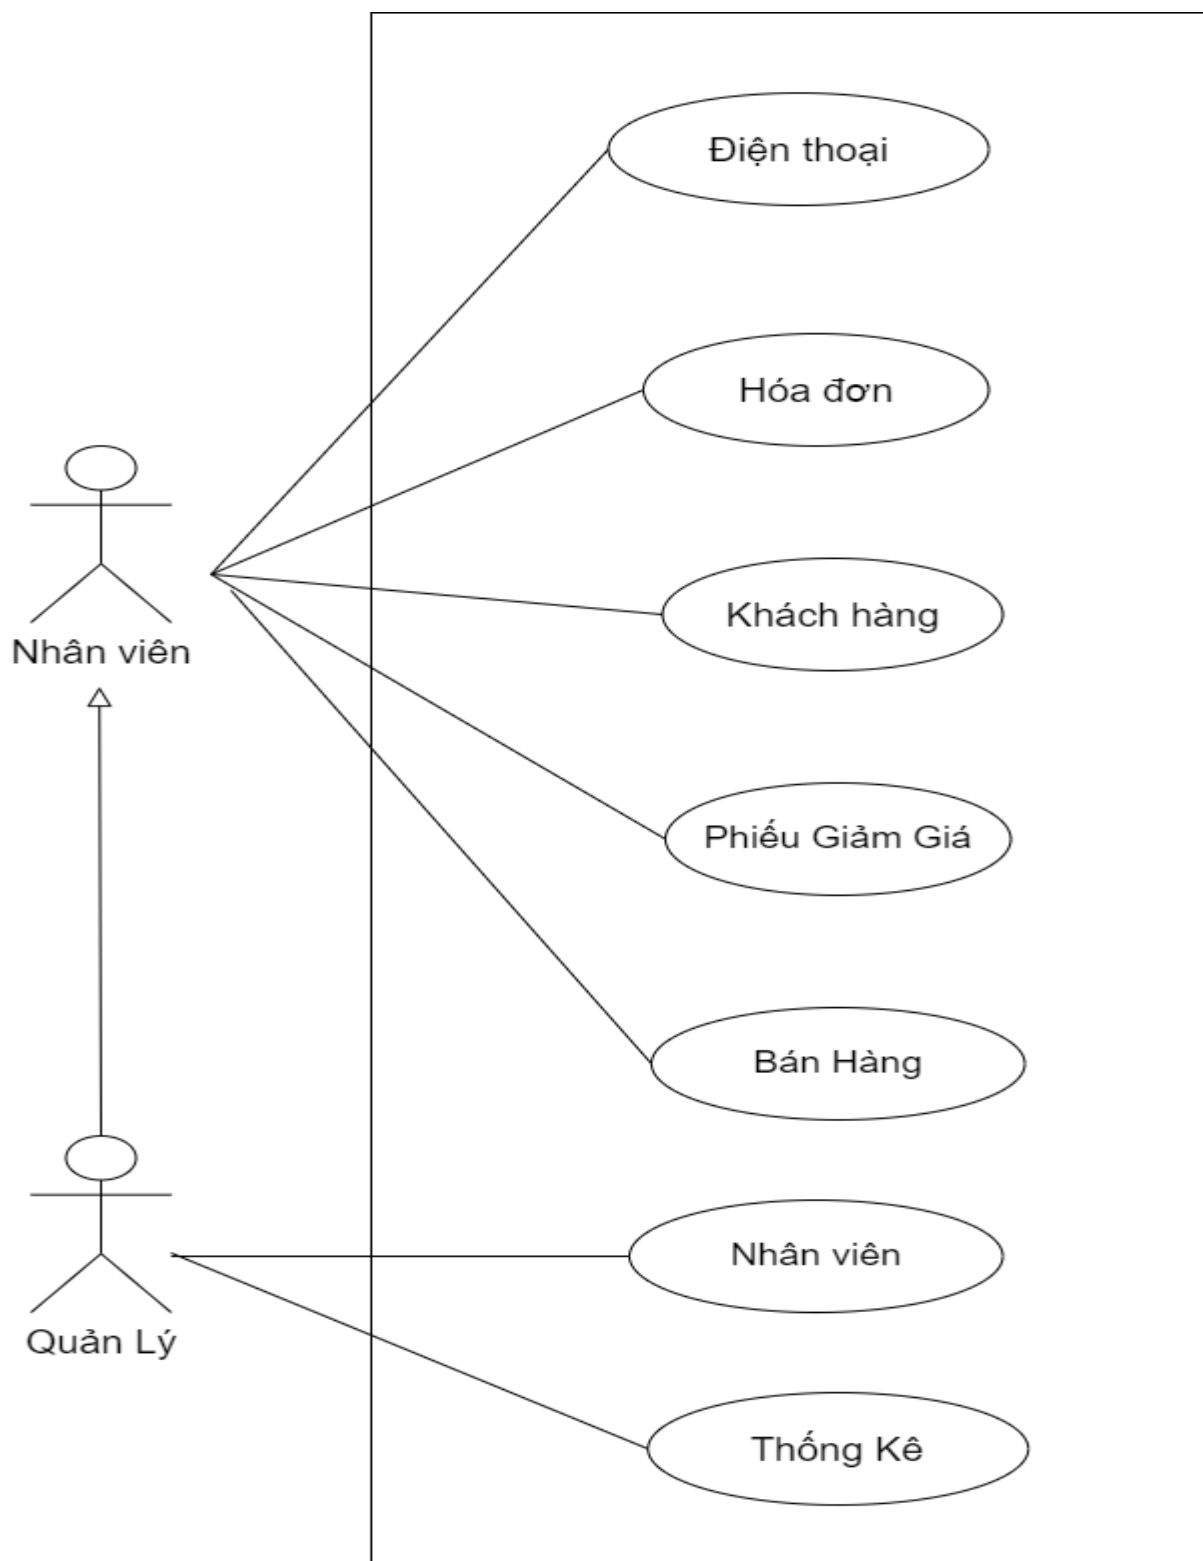 Điện thoại
Hóa đơn
Khách hàng
Nhân viên
Phiếu Giảm Giá
Bán Hàng
Nhân viên
Quản Lý
Thống Kê